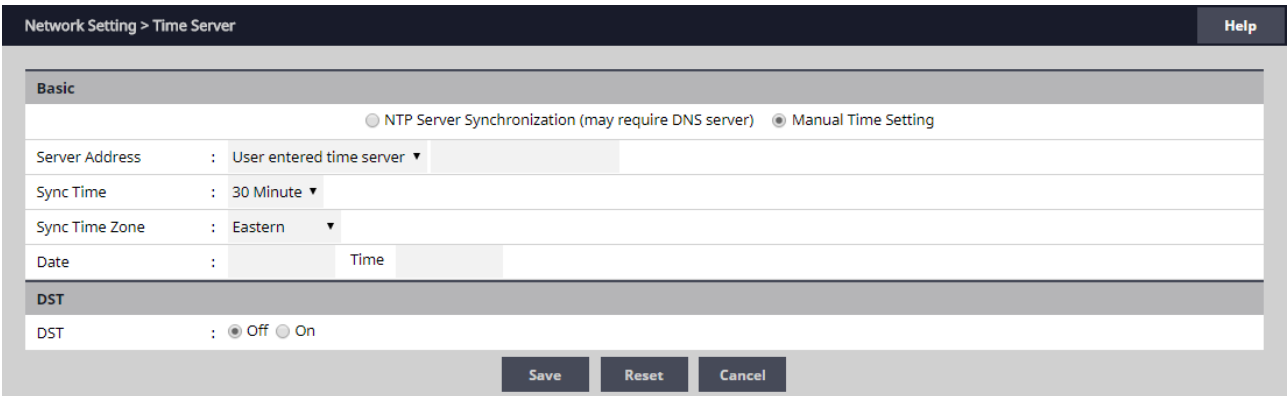 Network Setting > Time Server Help
Basic
NTP Server Synchronization (may require DNS server) Manual Time Setting
Server Address : User entered time server
Sync Time : 30 Minute
Sync Time Zone : Eastern
Date : Time
DST
DST : Off On
Save Reset Cancel